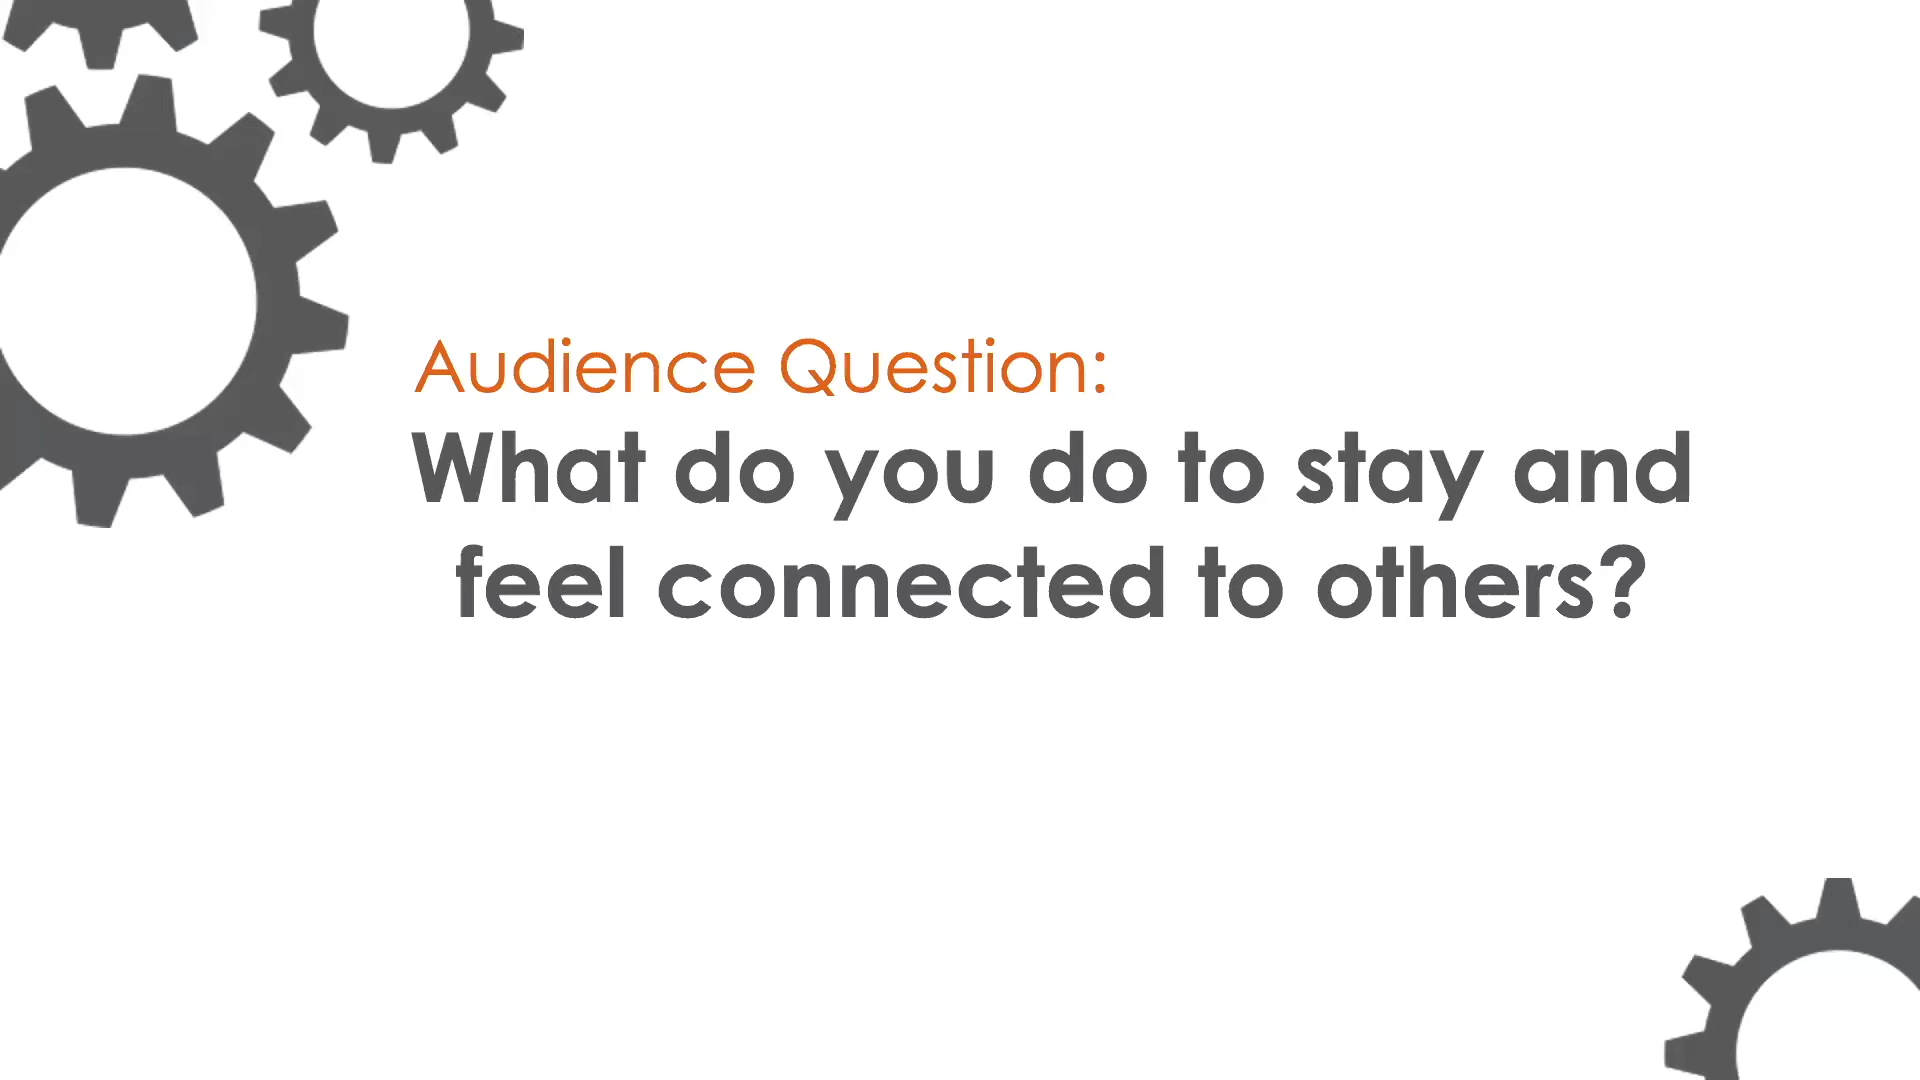 Audience Question:
What do you do to stay and
feel connected to others?